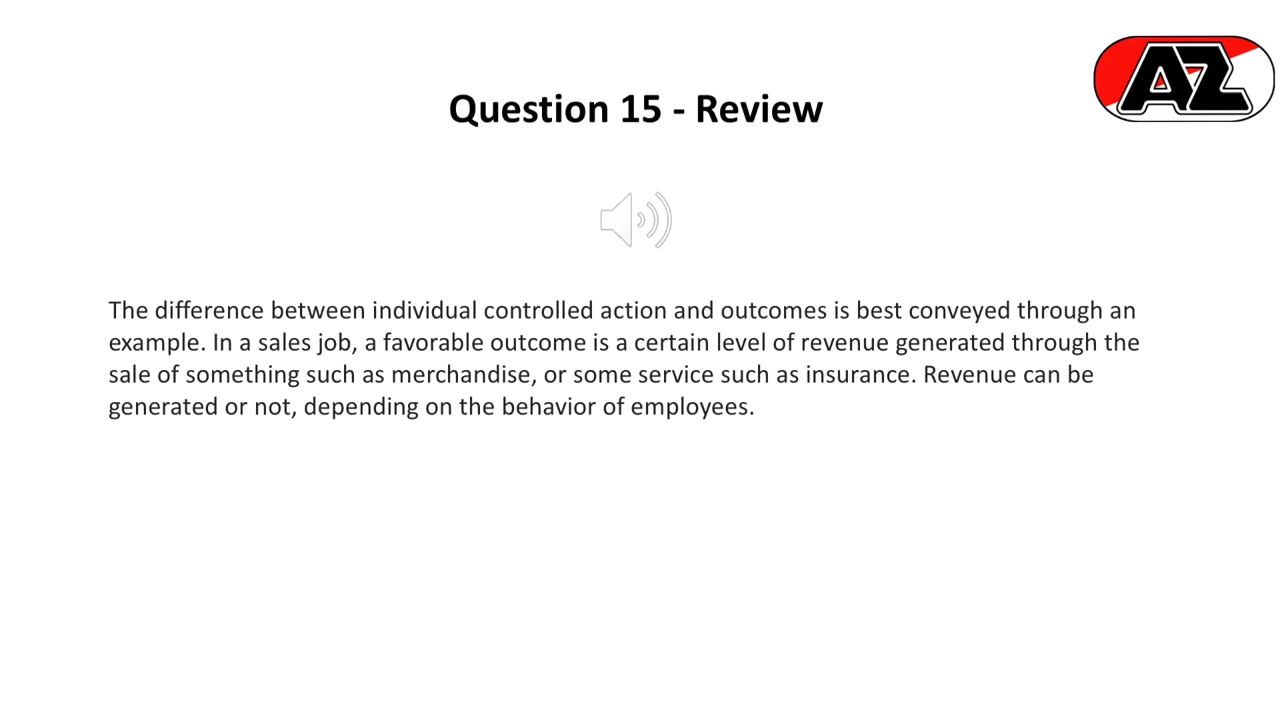 AZ
Question 15 - Review
The difference between individual controlled action and outcomes is best conveyed through an
example. In a sales job, a favorable outcome is a certain level of revenue generated through the
sale of something such as merchandise, or some service such as insurance. Revenue can be
generated or not, depending on the behavior of employees.